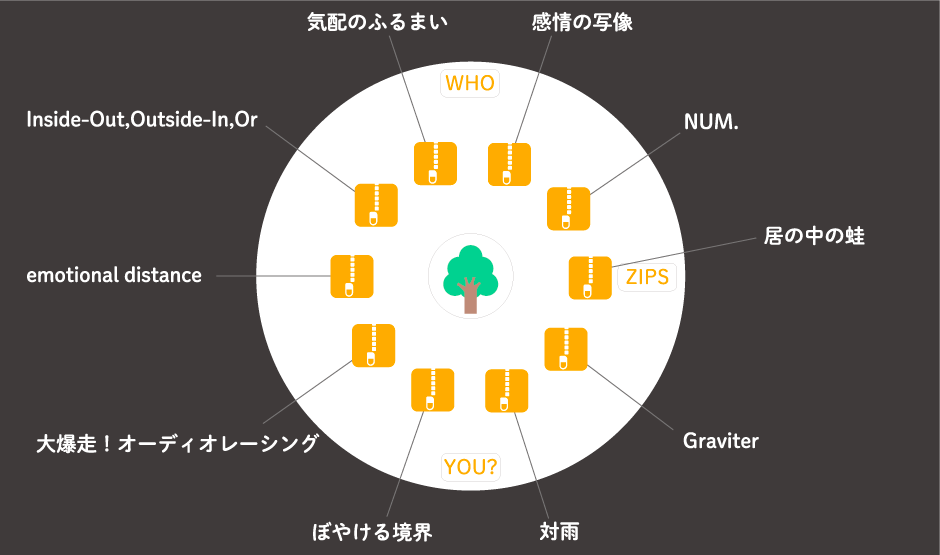 気配のふるまい
感情の写像
WHO
Inside-Out,Outside-In,Or
NUM.
居の中の蛙
emotional distance
ZIPS
大爆走！オーディオレーシング
Graviter
YOU?
ぼやける境界
対雨